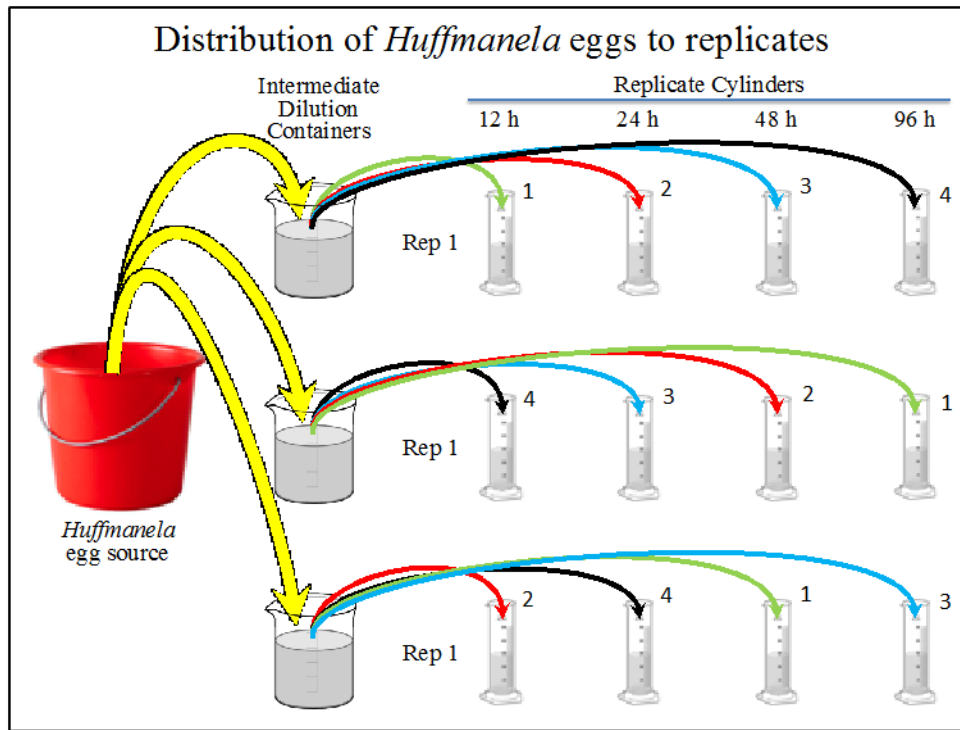 Distribution of Huffmanela eggs to replicates
Intermediate
Dilution
Containers
Replicate Cylinders
12 h 24 h 48 h 96 h
1 2 3 4
Rep 1
4 3 2 1
Rep 1
Huffmanela
egg source
2 4 1 3
Rep 1